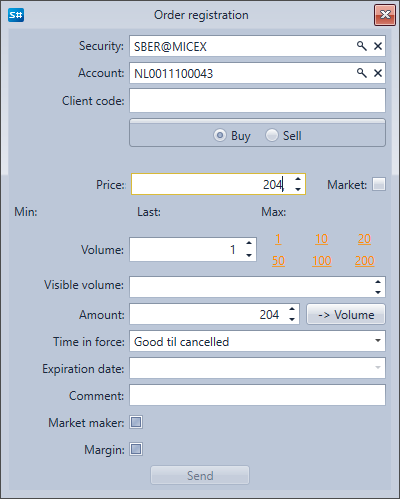 S# Order registration
Security: SBER@MICEX
Account: NL0011100043
Client code:
Buy Sell
Price: 204, Market:
Min: Last: Max:
Volume: 1 1 10 20
50 100 200
Visible volume:
Amount: 204 -> Volume
Time in force: Good til cancelled
Expiration date:
Comment:
Market maker:
Margin:
Send